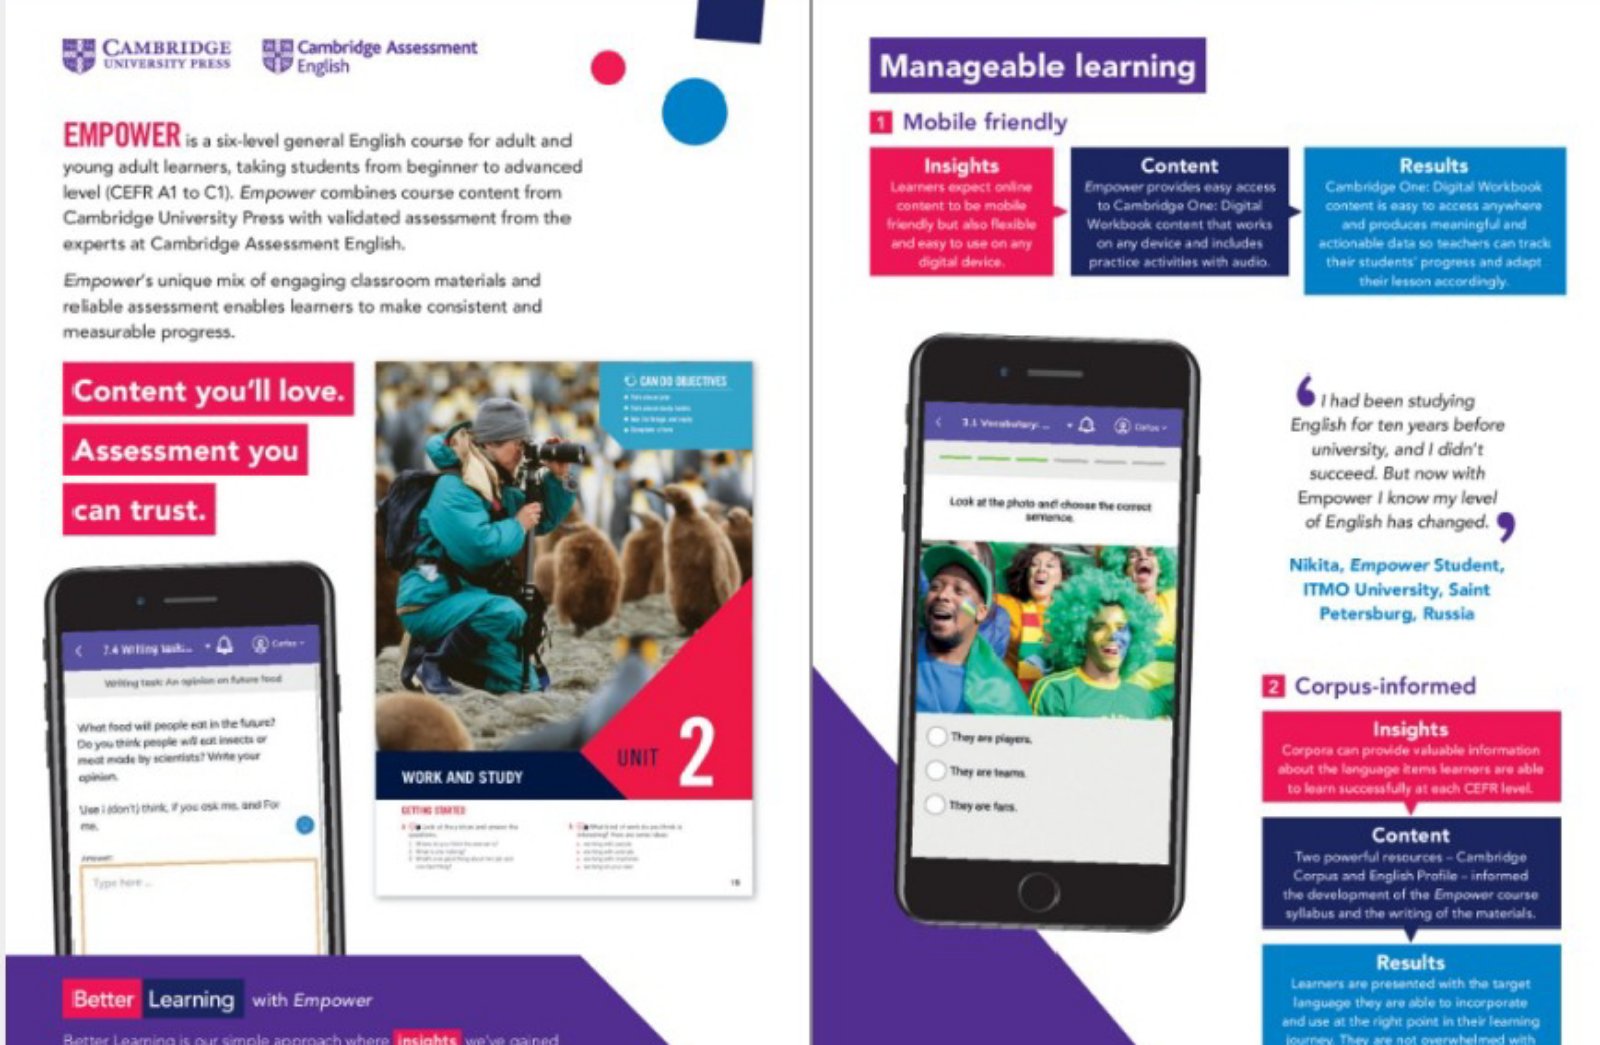 CAMBRIDGE
UNIVERSITY PRESS
Cambridge Assessment
English
EMPOWER is a six-level general English course for adult and
young adult learners, taking students from beginner to advanced
level (CEFR A1 to C1). Empower combines course content from
Cambridge University Press with validated assessment from the
experts at Cambridge Assessment English.
Empower's unique mix of engaging classroom materials and
reliable assessment enables learners to make consistent and
measurable progress.
Content you'll love.
Assessment you
can trust.
CAN DO OBJECTIVES
UNIT 2
WORK AND STUDY
GETTING STARTED
7.4 Writing task...
Carlos
Writing task: An opinion on future food
What food will people eat in the future?
Do you think people will eat insects or
meat made by scientists? Write your
opinion.
Use I (don't) think, If you ask me, and For
me.
Answer:
Type here ...
Better Learning with Empower
Better Learning is our simple approach where insights we've gained
Manageable learning
1 Mobile friendly
Insights
Learners expect online
content to be mobile
friendly but also flexible
and easy to use on any
digital device.
Content
Empower provides easy access
to Cambridge One: Digital
Workbook content that works
on any device and includes
practice activities with audio.
Results
Cambridge One: Digital Workbook
content is easy to access anywhere
and produces meaningful and
actionable data so teachers can track
their students' progress and adapt
their lesson accordingly.
3.1 Vocabulary: ...
Carlos
Look at the photo and choose the correct
sentence.
They are players.
They are teams.
They are fans.
‘ I had been studying
English for ten years before
university, and I didn't
succeed. But now with
Empower I know my level
of English has changed. ’
Nikita, Empower Student,
ITMO University, Saint
Petersburg, Russia
2 Corpus-informed
Insights
Corpora can provide valuable information
about the language items learners are able
to learn successfully at each CEFR level.
Content
Two powerful resources – Cambridge
Corpus and English Profile – informed
the development of the Empower course
syllabus and the writing of the materials.
Results
Learners are presented with the target
language they are able to incorporate
and use at the right point in their learning
journey. They are not overwhelmed with